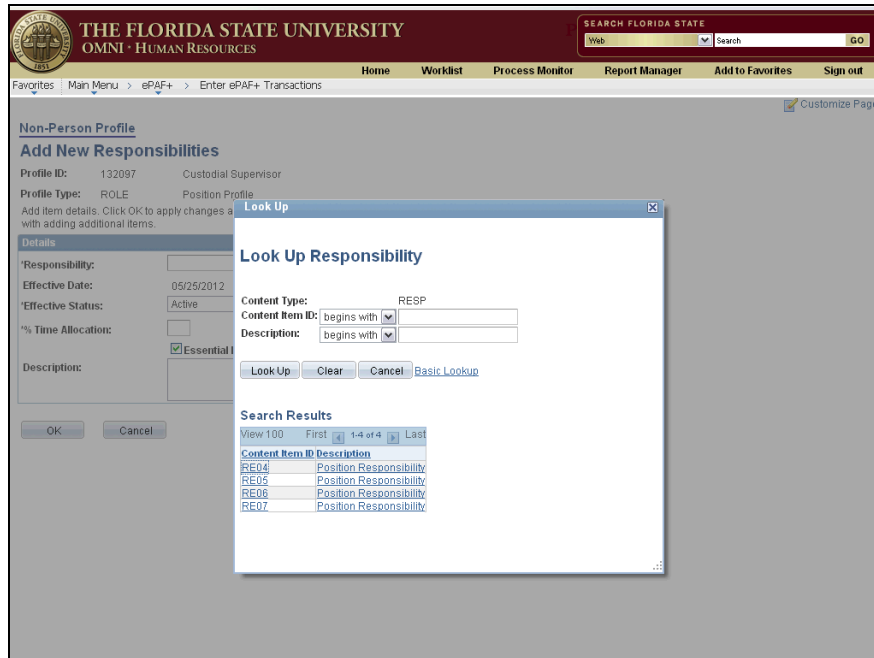 THE FLORIDA STATE UNIVERSITY
OMNI · HUMAN RESOURCES
1851
SEARCH FLORIDA STATE
Web Search GO
Home Worklist Process Monitor Report Manager Add to Favorites Sign out
Favorites Main Menu > ePAF+ > Enter ePAF+ Transactions
Customize Pag
Non-Person Profile
Add New Responsibilities
Profile ID: 132097 Custodial Supervisor
Profile Type: ROLE Position Profile
Add item details. Click OK to apply changes a
with adding additional items.
Details
*Responsibility:
Effective Date: 05/25/2012
*Effective Status: Active
*% Time Allocation:
Essential
Description:
OK Cancel
Look Up
Look Up Responsibility
Content Type: RESP
Content Item ID: begins with
Description: begins with
Look Up Clear Cancel Basic Lookup
Search Results
View 100 First 1-4 of 4 Last
Content Item ID Description
RE04 Position Responsibility
RE05 Position Responsibility
RE06 Position Responsibility
RE07 Position Responsibility